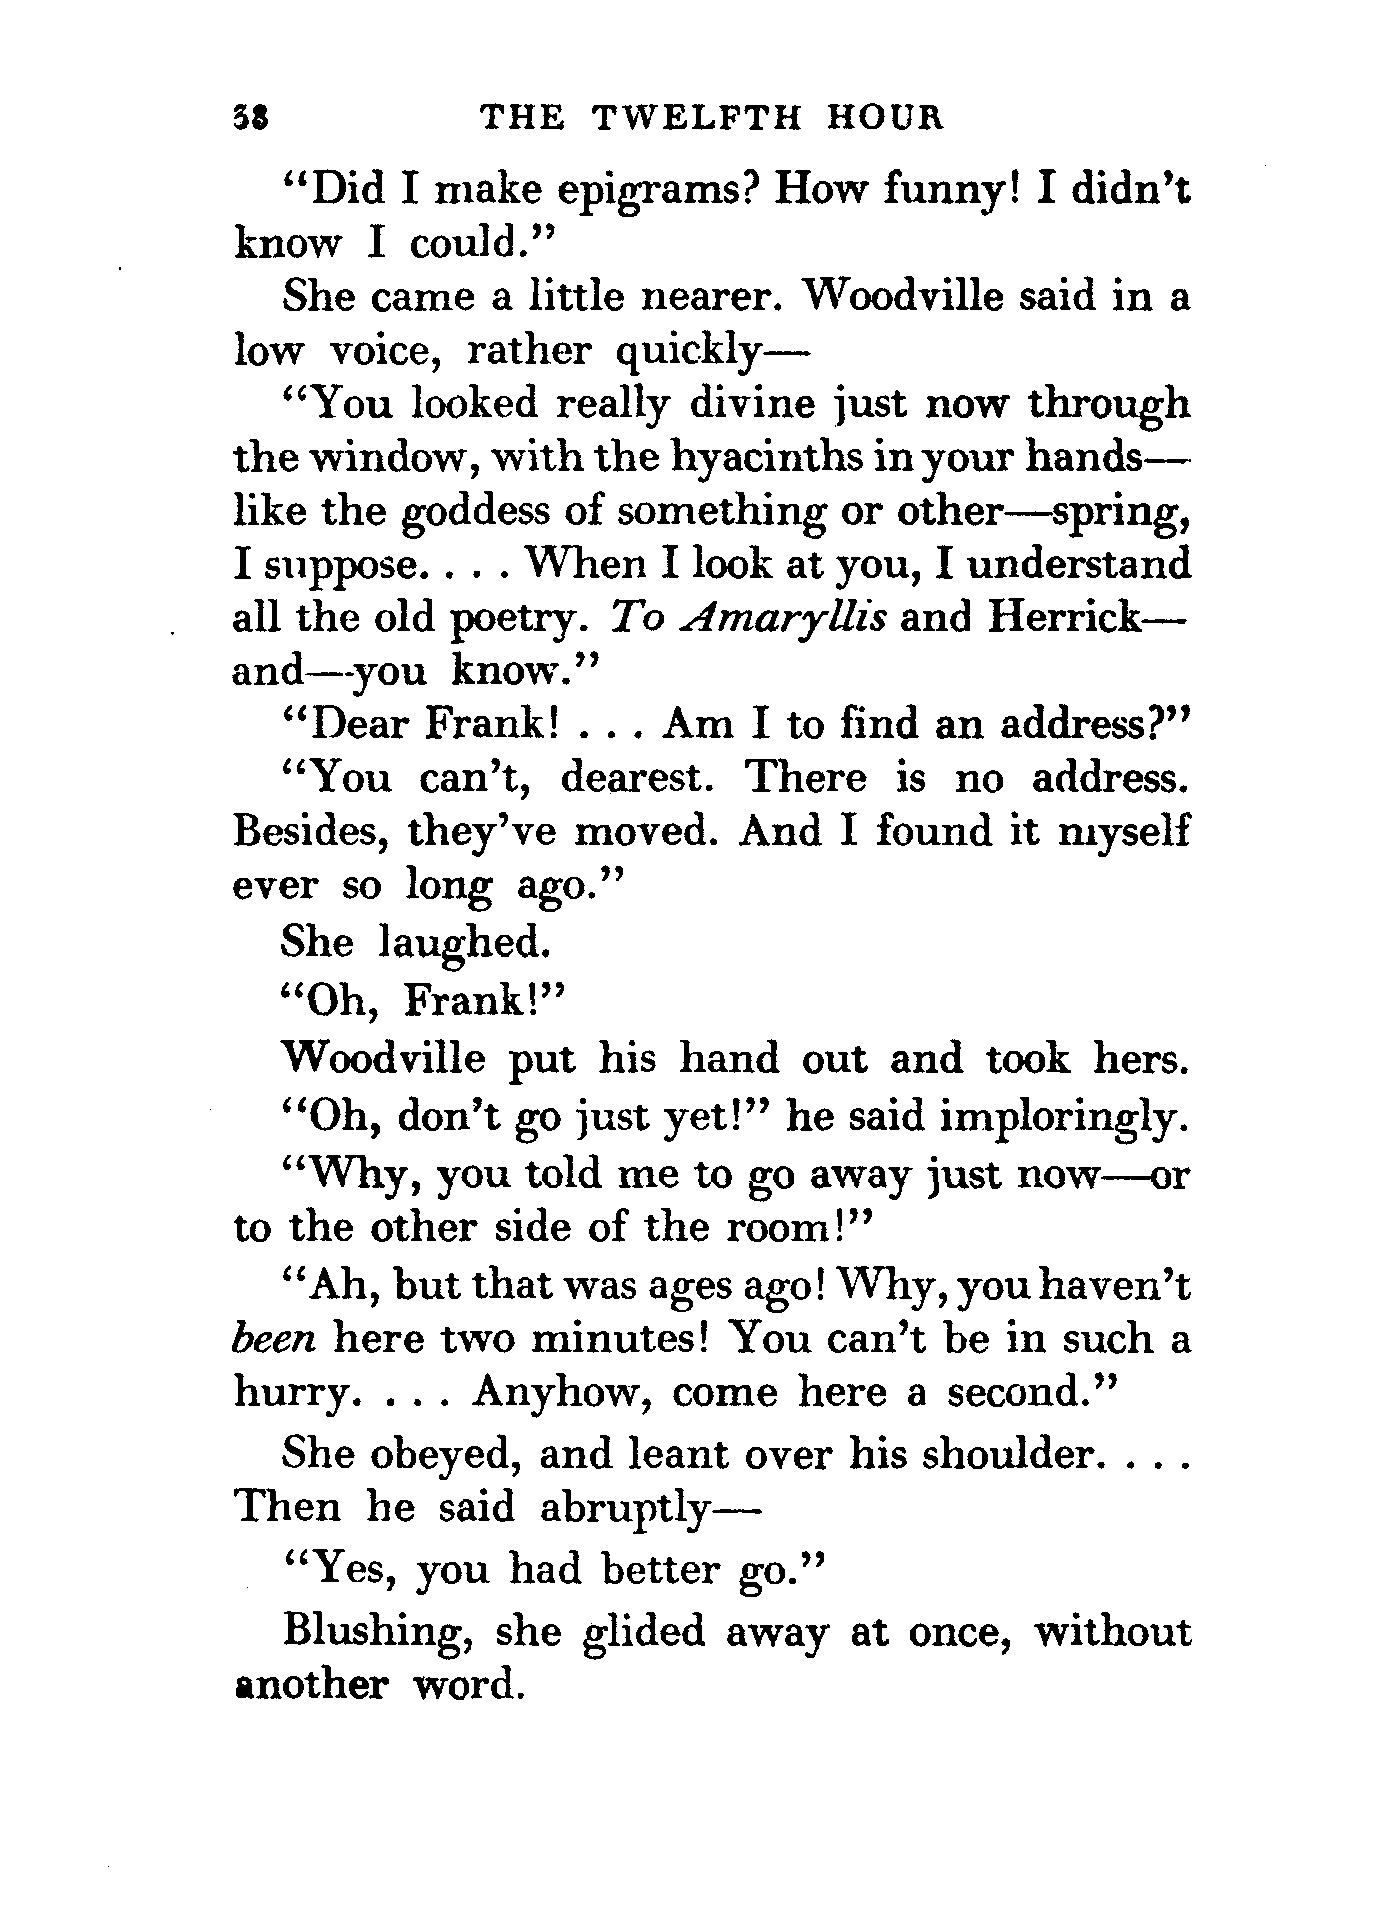 38 THE TWELFTH HOUR
“Did I make epigrams? How funny! I didn’t
know I could.”
She came a little nearer. Woodville said in a
low voice, rather quickly—
“You looked really divine just now through
the window, with the hyacinths in your hands—
like the goddess of something or other—spring,
I suppose. . . . When I look at you, I understand
all the old poetry. To Amaryllis and Herrick—
and—you know.”
“Dear Frank! . . . Am I to find an address?”
“You can’t, dearest. There is no address.
Besides, they’ve moved. And I found it myself
ever so long ago.”
She laughed.
“Oh, Frank!”
Woodville put his hand out and took hers.
“Oh, don’t go just yet!” he said imploringly.
“Why, you told me to go away just now—or
to the other side of the room!”
“Ah, but that was ages ago! Why, you haven’t
been here two minutes! You can’t be in such a
hurry. . . . Anyhow, come here a second.”
She obeyed, and leant over his shoulder. . . .
Then he said abruptly—
“Yes, you had better go.”
Blushing, she glided away at once, without
another word.